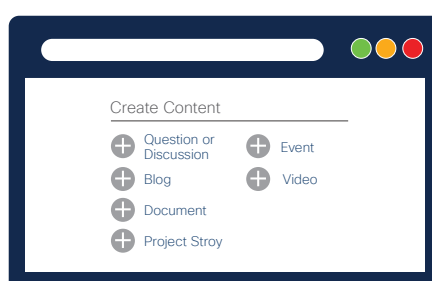 Create Content
Question or
Discussion
Blog
Document
Project Stroy
Event
Video